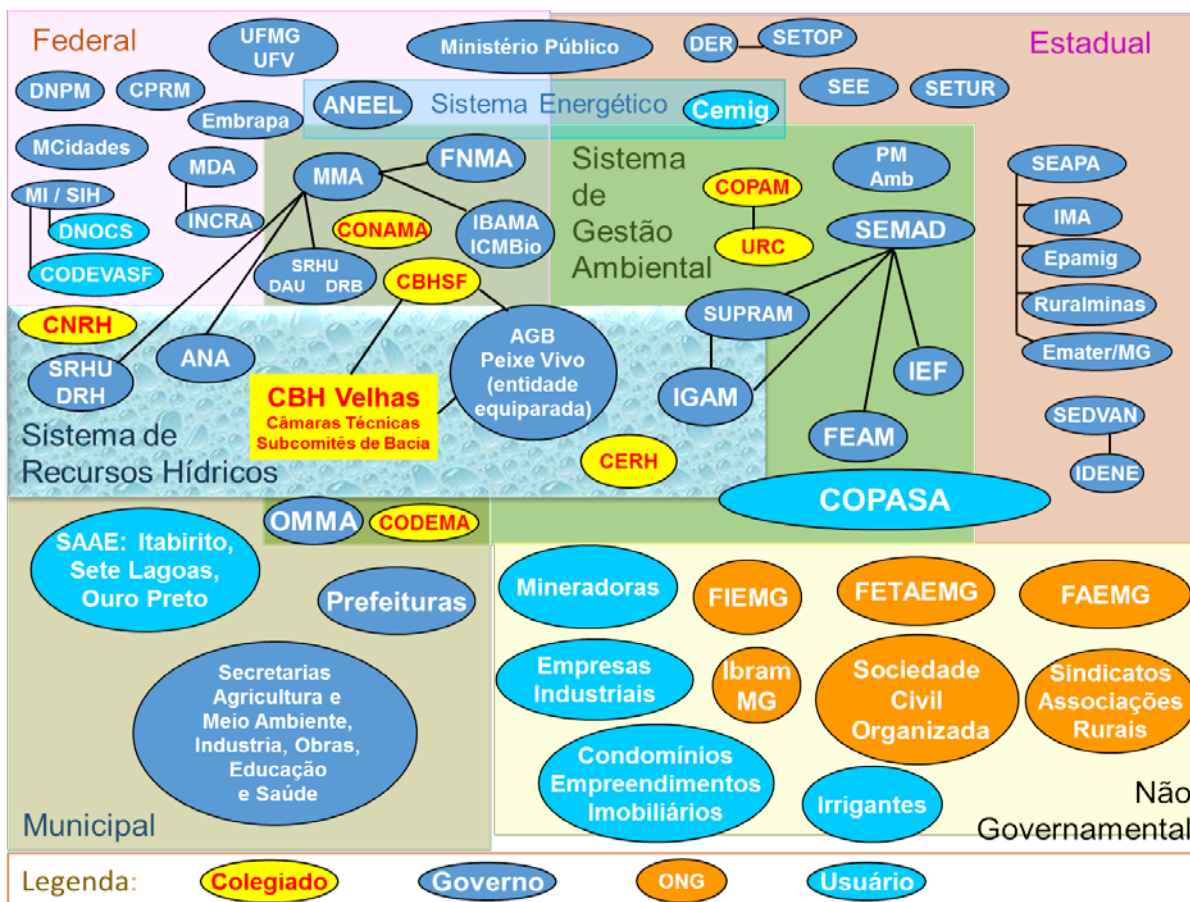 Federal
UFMG
UFV
Ministério Público
DER
SETOP
Estadual
DNPM
CPRM
ANEEL
Sistema Energético
Cemig
SEE
SETUR
Embrapa
MCidades
MDA
MMA
FNMA
Sistema
de
Gestão
Ambiental
PM
Amb
SEAPA
MI / SIH
INCRA
DNOCS
CODEVASF
CONAMA
IBAMA
ICMBio
COPAM
URC
SEMAD
IMA
Epamig
SRHU
DAU DRB
CBHSF
SUPRAM
Ruralminas
CNRH
SRHU
DRH
ANA
AGB
Peixe Vivo
(entidade
equiparada)
Emater/MG
CBH Velhas
Câmaras Técnicas
Subcomitês de Bacia
IGAM
IEF
FEAM
SEDVAN
IDENE
Sistema de
Recursos Hídricos
CERH
COPASA
OMMA
CODEMA
SAAE: Itabirito,
Sete Lagoas,
Ouro Preto
Prefeituras
Secretarias
Agricultura e
Meio Ambiente,
Industria, Obras,
Educação
e Saúde
Municipal
Mineradoras
FIEMG
FETAEMG
FAEMG
Empresas
Industriais
Ibram
MG
Sociedade
Civil
Organizada
Sindicatos
Associações
Rurais
Condomínios
Empreendimentos
Imobiliários
Irrigantes
Não
Governamental
Legenda:
Colegiado
Governo
ONG
Usuário